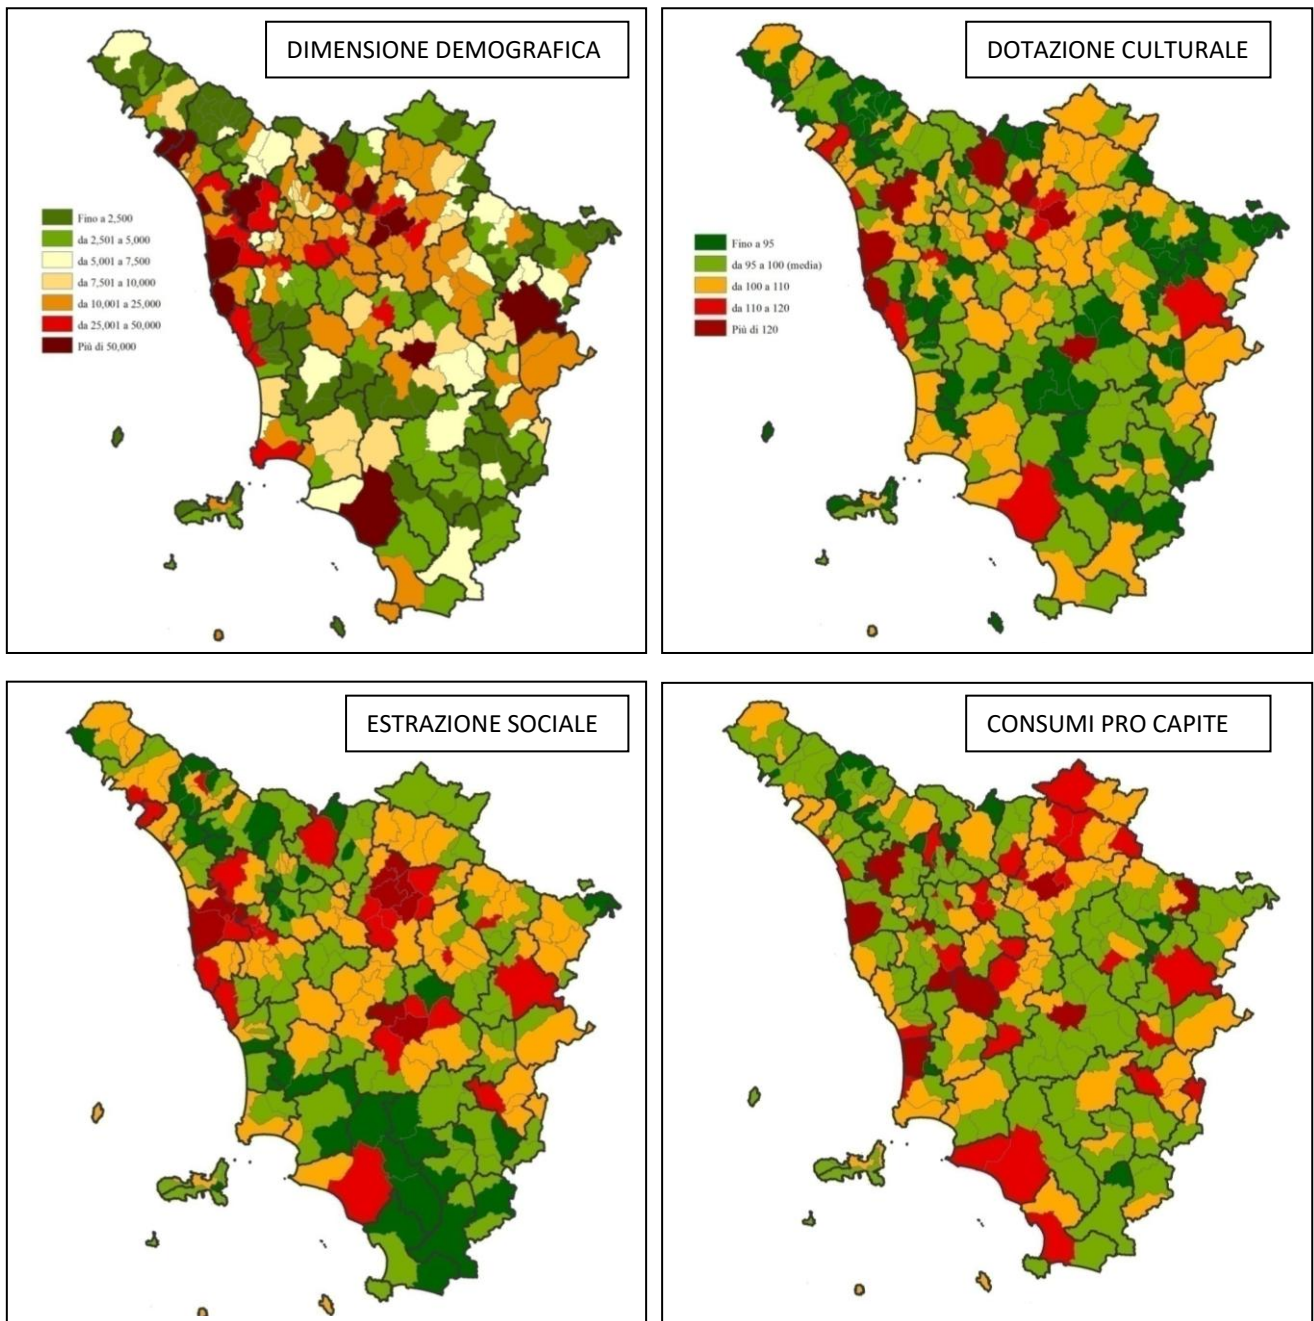 DIMENSIONE DEMOGRAFICA
Fino a 2,500
da 2,501 a 5,000
da 5,001 a 7,500
da 7,501 a 10,000
da 10,001 a 25,000
da 25,001 a 50,000
Più di 50,000
DOTAZIONE CULTURALE
Fino a 95
da 95 a 100 (media)
da 100 a 110
da 110 a 120
Più di 120
ESTRAZIONE SOCIALE
CONSUMI PRO CAPITE